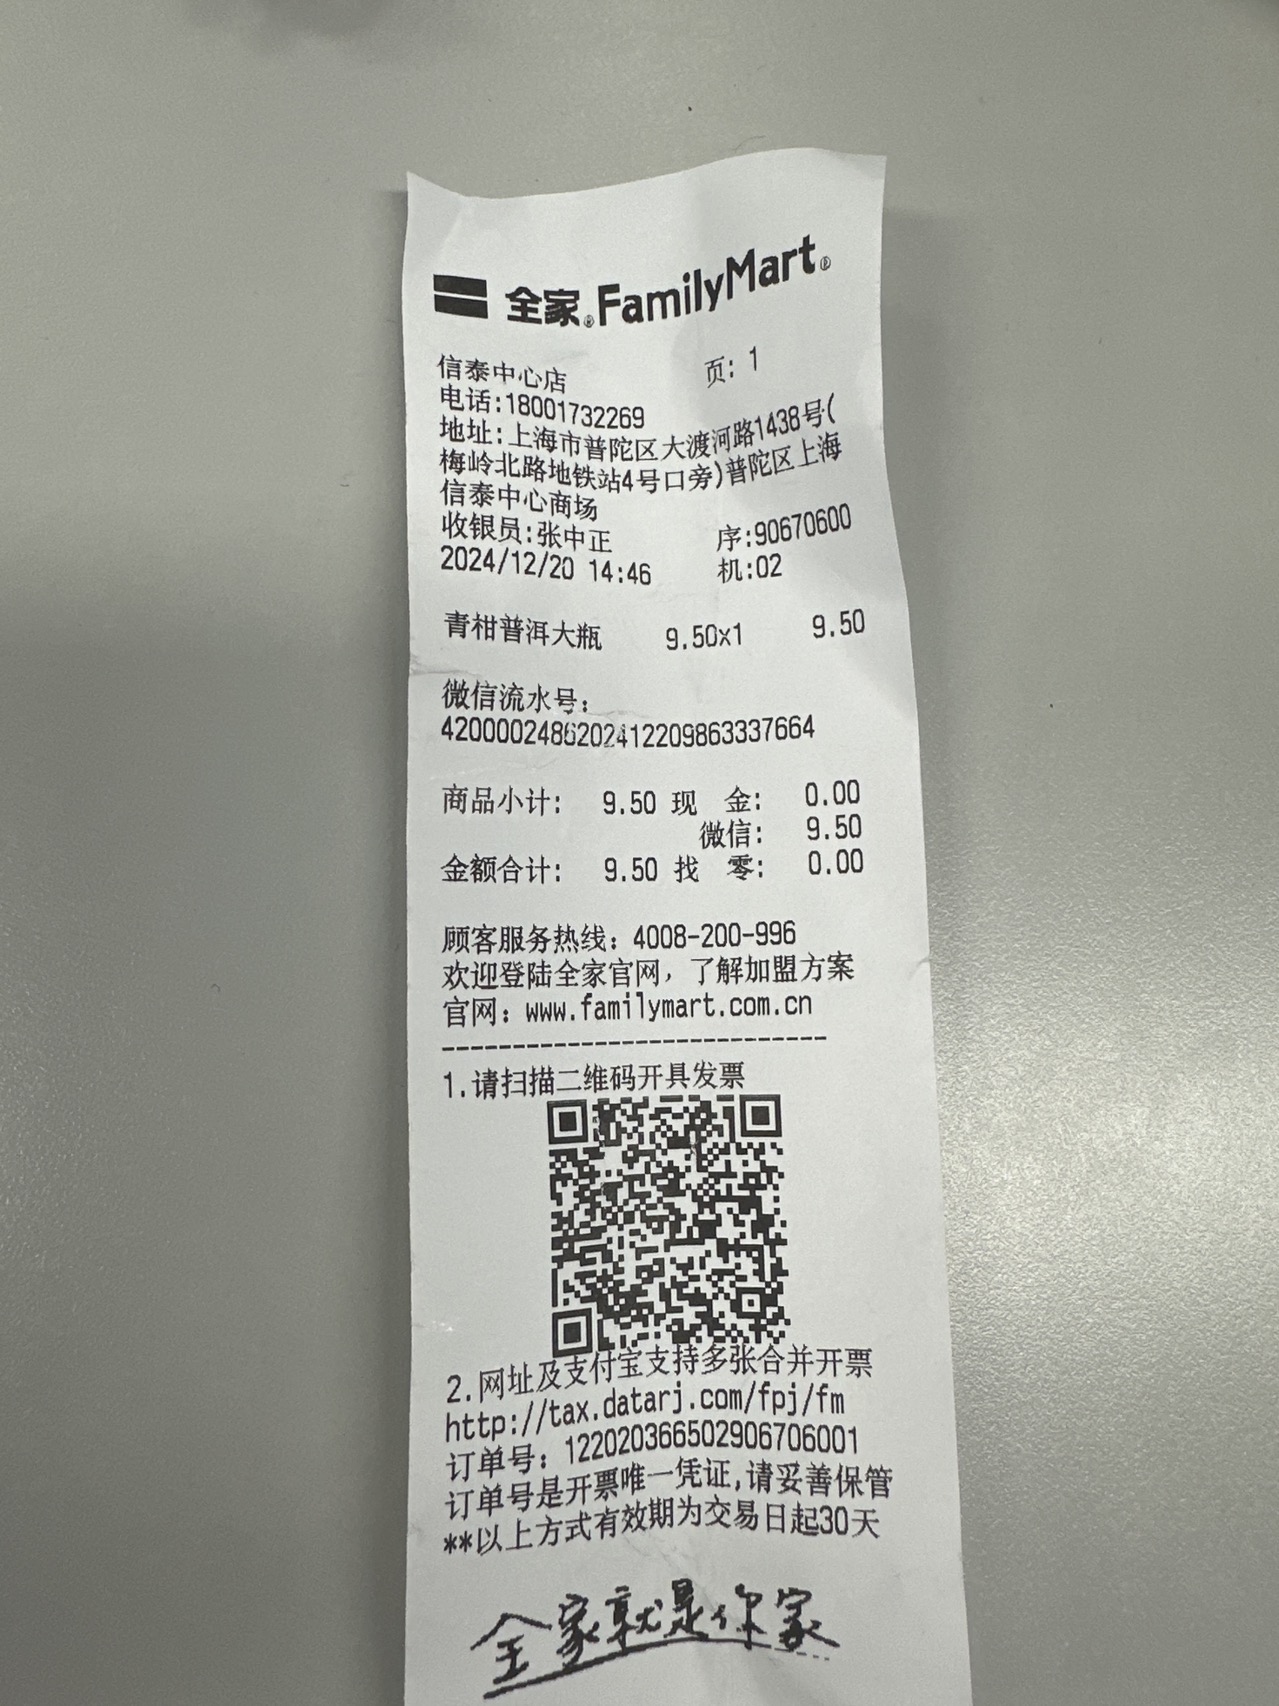 全家®FamilyMart®
信泰中心店 页: 1
电话:18001732269
地址:上海市普陀区大渡河路1438号(
梅岭北路地铁站4号口旁)普陀区上海
信泰中心商场
收银员:张中正 序:90670600
2024/12/20 14:46 机:02
青柑普洱大瓶 9.50x1 9.50
微信流水号:
4200002486202412209863337664
商品小计: 9.50 现 金: 0.00
微信: 9.50
金额合计: 9.50 找 零: 0.00
顾客服务热线: 4008-200-996
欢迎登陆全家官网, 了解加盟方案
官网: www.familymart.com.cn
---------------------------
1.请扫描二维码开具发票
2.网址及支付宝支持多张合并开票
http://tax.datarj.com/fpj/fm
订单号: 122020366502906706001
订单号是开票唯一凭证,请妥善保管
**以上方式有效期为交易日起30天
全家就是你家